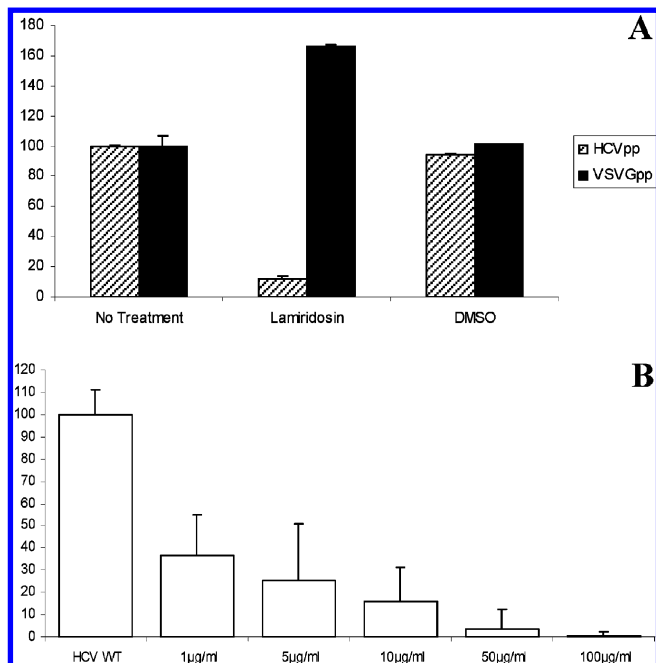 A
180
160
140
120
100
80
60
40
20
0
No Treatment
Lamiridosin
DMSO
HCVpp
VSVGpp
B
120
110
100
90
80
70
60
50
40
30
20
10
0
HCV WT
1µg/ml
5µg/ml
10µg/ml
50µg/ml
100µg/ml